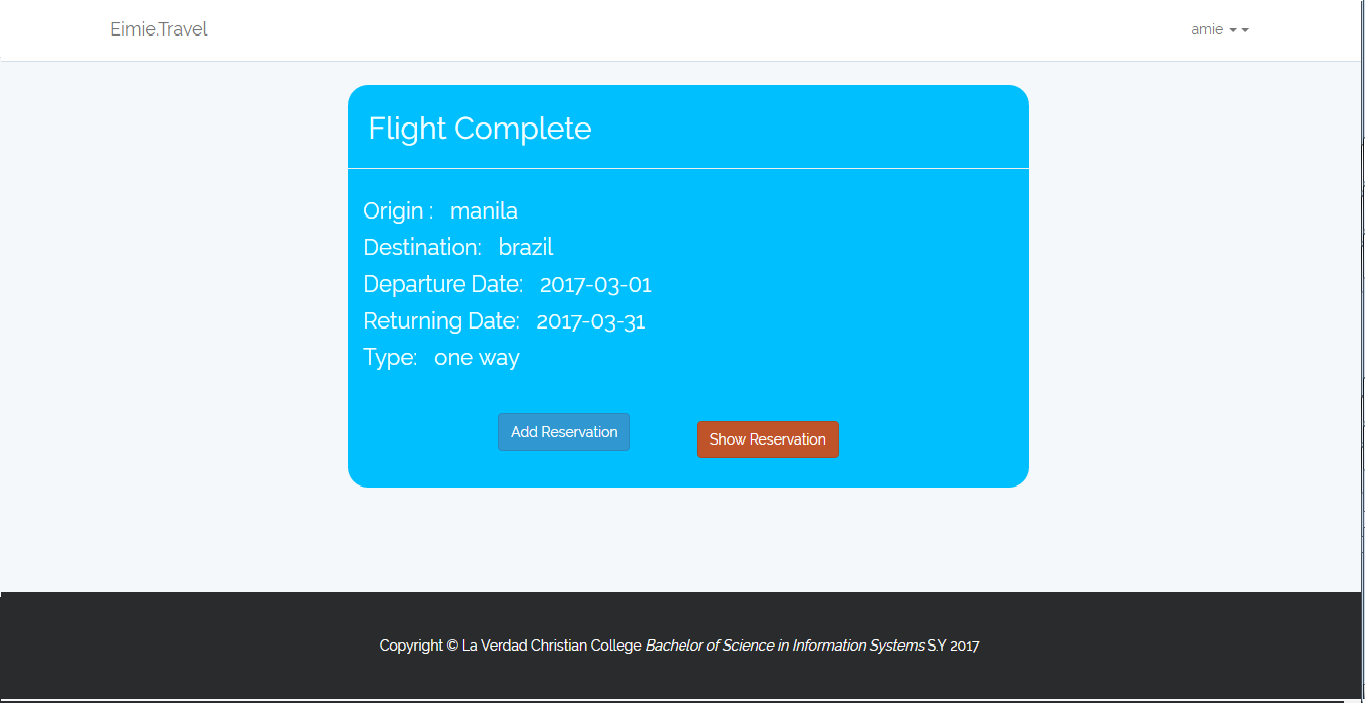 Eimie.Travel
amie
Flight Complete
Origin : manila
Destination: brazil
Departure Date: 2017-03-01
Returning Date: 2017-03-31
Type: one way
Add Reservation
Show Reservation
Copyright © La Verdad Christian College Bachelor of Science in Information Systems S.Y 2017